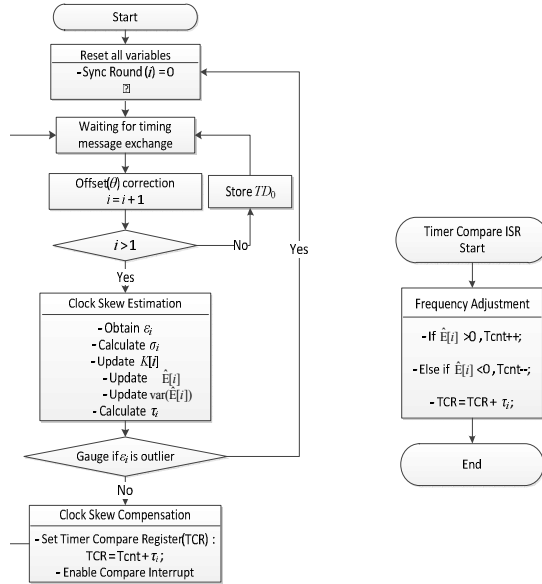 Start
Reset all variables
- Sync Round (i) = 0
Waiting for timing
message exchange
Offset(θ) correction
i = i + 1
Store TD₀
i > 1
No
Yes
Yes
Clock Skew Estimation
- Obtain εᵢ
- Calculate σᵢ
- Update K[i]
- Update Ê[i]
- Update var(Ê[i])
- Calculate τᵢ
Gauge if εᵢ is outlier
No
Clock Skew Compensation
- Set Timer Compare Register(TCR) :
TCR = Tcnt + τᵢ ;
- Enable Compare Interrupt
Timer Compare ISR
Start
Frequency Adjustment
- If Ê[i] >0 , Tcnt++;
- Else if Ê[i] <0 , Tcnt--;
- TCR = TCR + τᵢ ;
End